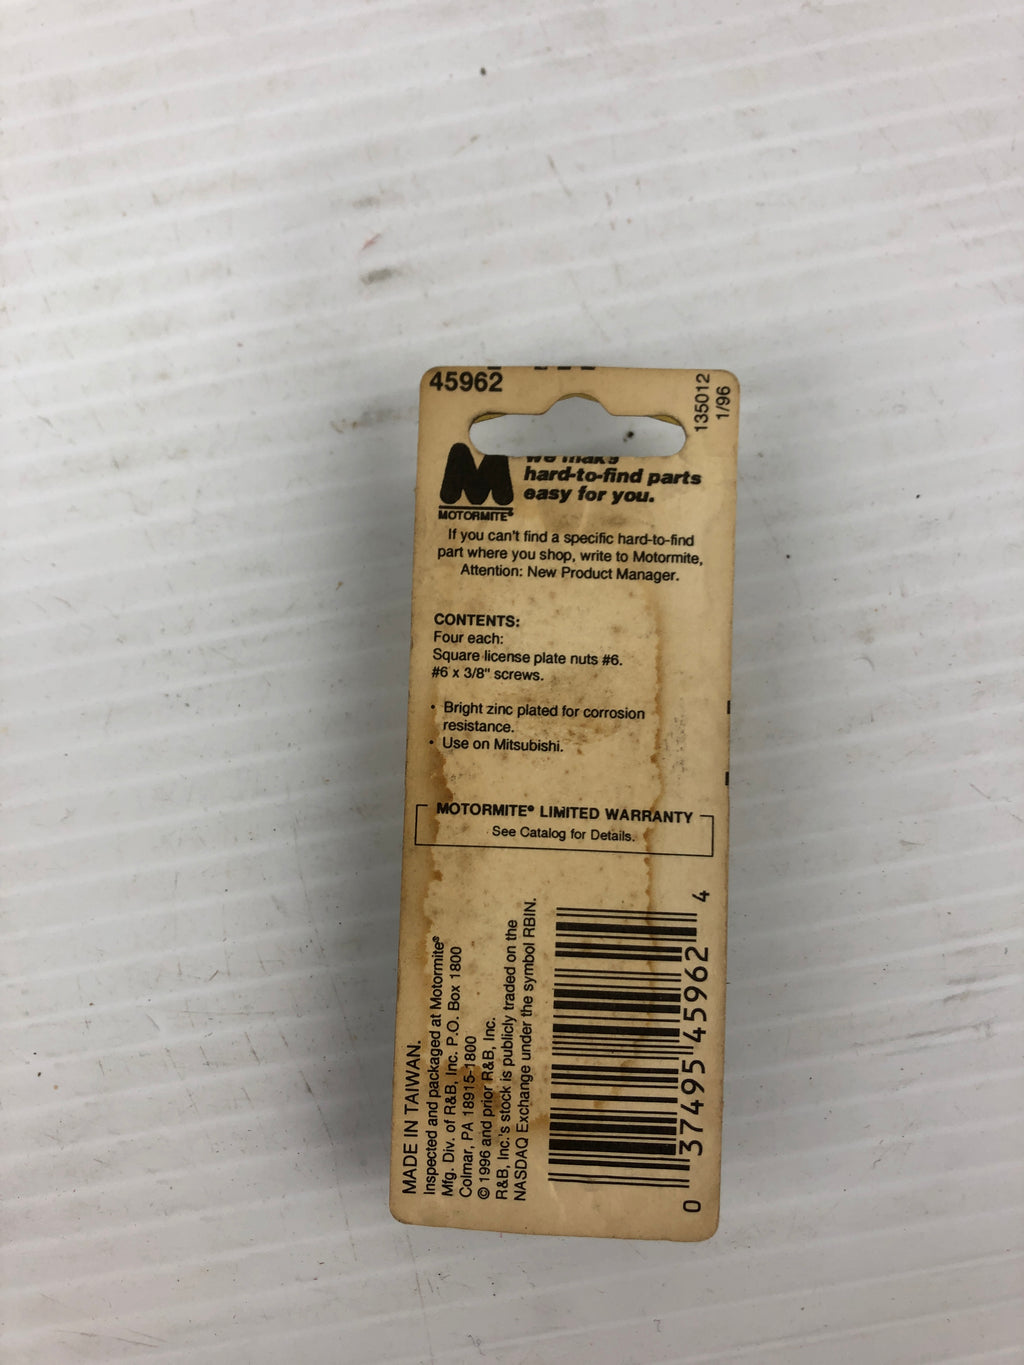 45962
135012
1/96
We make
hard-to-find parts
easy for you.
M
MOTORMITE®
If you can't find a specific hard-to-find
part where you shop, write to Motormite,
Attention: New Product Manager.
CONTENTS:
Four each:
Square license plate nuts #6.
#6 x 3/8" screws.
• Bright zinc plated for corrosion
resistance.
• Use on Mitsubishi.
MOTORMITE® LIMITED WARRANTY
See Catalog for Details.
MADE IN TAIWAN.
Inspected and packaged at Motormite®
Mfg. Div. of R&B, Inc. P.O. Box 1800
Colmar, PA 18915-1800
© 1996 and prior R&B, Inc.
R&B, Inc.'s stock is publicly traded on the
NASDAQ Exchange under the symbol RBIN.
0 37495 45962 4